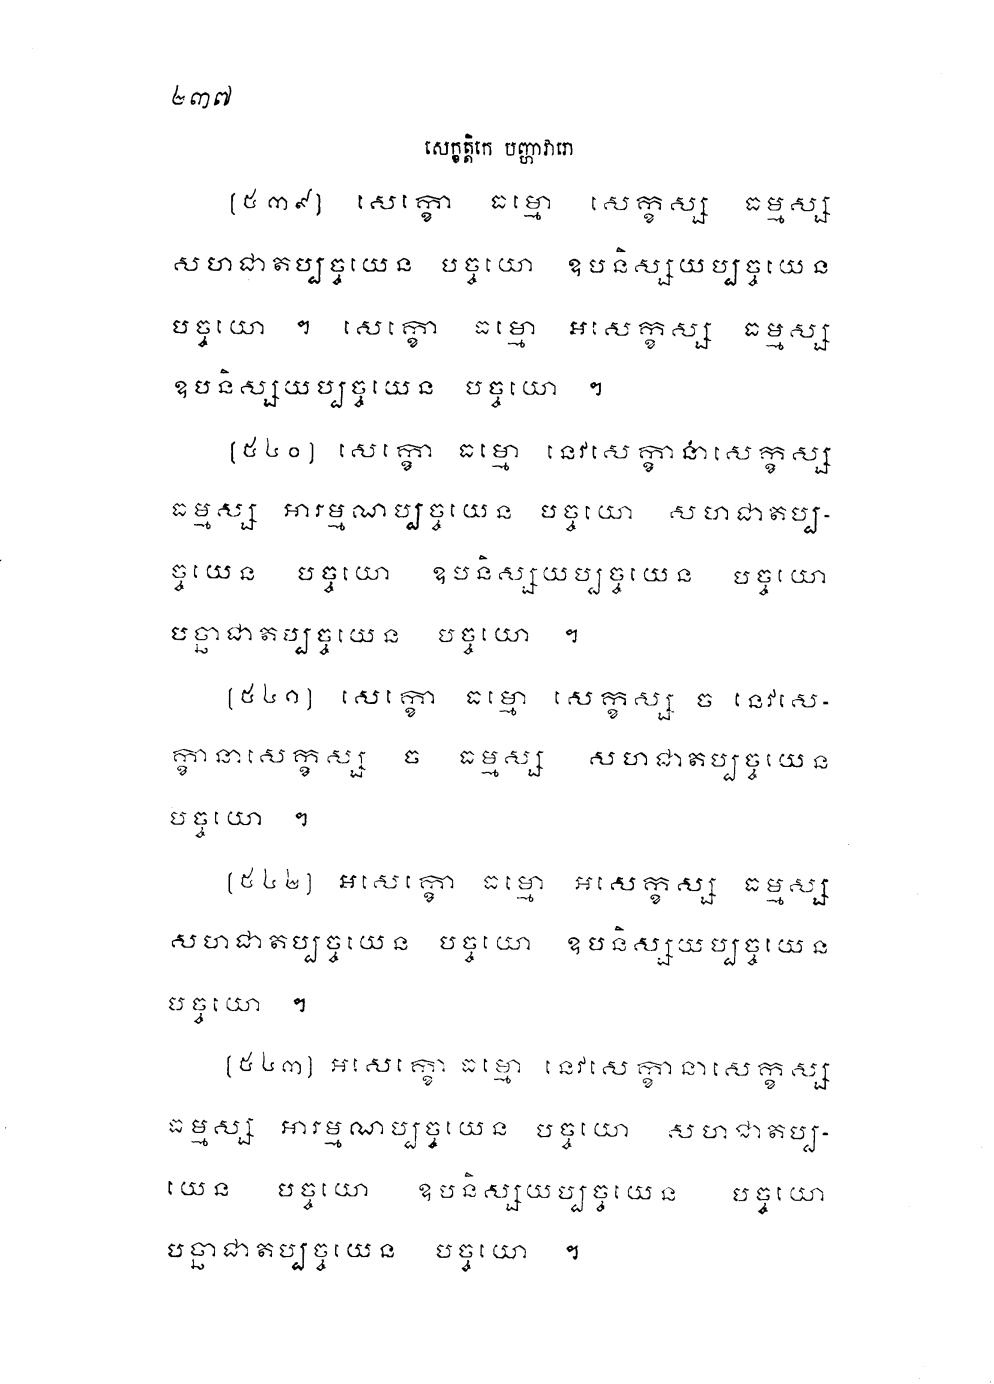 ២៣៧
សេក្ខត្តិកេ បញ្ហាវារោ
[៥៣៩] សេក្ខោ ធម្មោ សេក្ខស្ស ធម្មស្ស
សហជាតប្បច្ចយេន បច្ចយោ ឧបនិស្សយប្បច្ចយេន
បច្ចយោ ។ សេក្ខោ ធម្មោ អសេក្ខស្ស ធម្មស្ស
ឧបនិស្សយប្បច្ចយេន បច្ចយោ ។
[៥៤០] សេក្ខោ ធម្មោ នេវសេក្ខានំាសេក្ខស្ស
ធម្មស្ស អារម្មណប្បច្ចយេន បច្ចយោ សហជាតប្ប-
ច្ចយេន បច្ចយោ ឧបនិស្សយប្បច្ចយេន បច្ចយោ
បច្ឆាជាតប្បច្ចយេន បច្ចយោ ។
[៥៤១] សេក្ខោ ធម្មោ សេក្ខស្ស ច នេវសេ-
ក្ខានាសេក្ខស្ស ច ធម្មស្ស សហជាតប្បច្ចយេន
បច្ចយោ ។
[៥៤២] អសេក្ខោ ធម្មោ អសេក្ខស្ស ធម្មស្ស
សហជាតប្បច្ចយេន បច្ចយោ ឧបនិស្សយប្បច្ចយេន
បច្ចយោ ។
[៥៤៣] អសេក្ខោ ធម្មោ នេវសេក្ខានាសេក្ខស្ស
ធម្មស្ស អារម្មណប្បច្ចយេន បច្ចយោ សហជាតប្ប-
យេន បច្ចយោ ឧបនិស្សយប្បច្ចយេន បច្ចយោ
បច្ឆាជាតប្បច្ចយេន បច្ចយោ ។